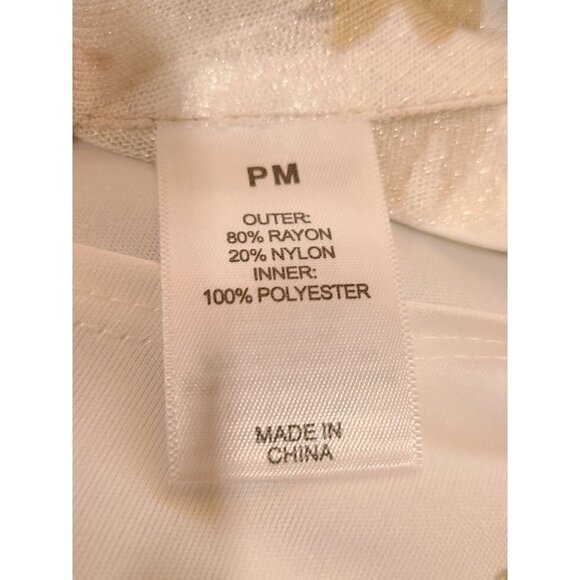 PM
OUTER:
80% RAYON
20% NYLON
INNER:
100% POLYESTER
MADE IN
CHINA